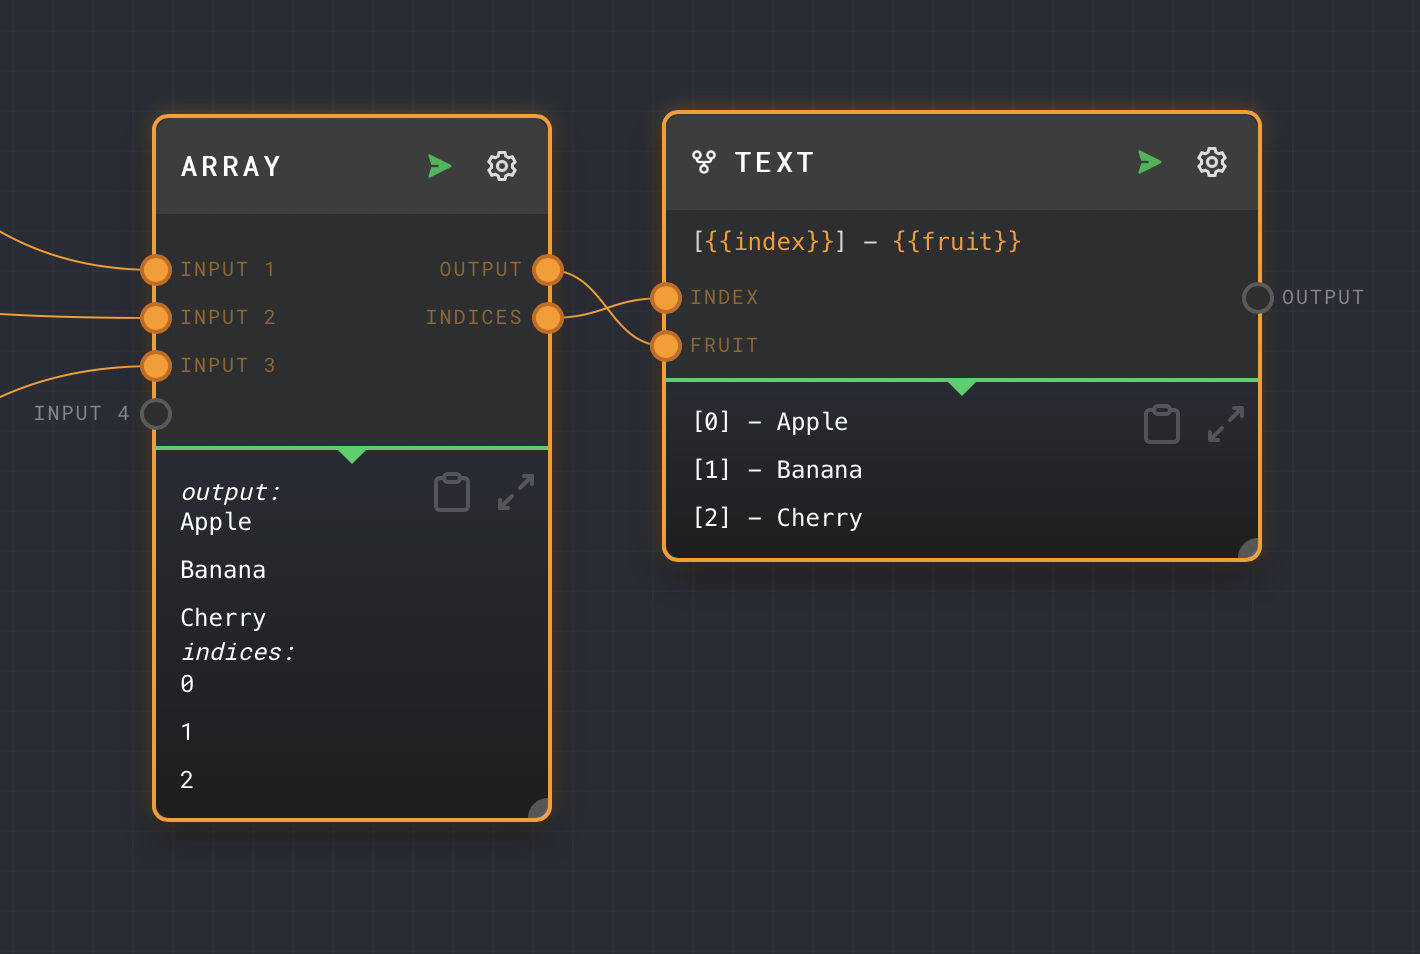 ARRAY
INPUT 1
OUTPUT
INPUT 2
INDICES
INPUT 3
INPUT 4
output:
Apple
Banana
Cherry
indices:
0
1
2
TEXT
[{{index}}] – {{fruit}}
INDEX
OUTPUT
FRUIT
[0] – Apple
[1] – Banana
[2] – Cherry